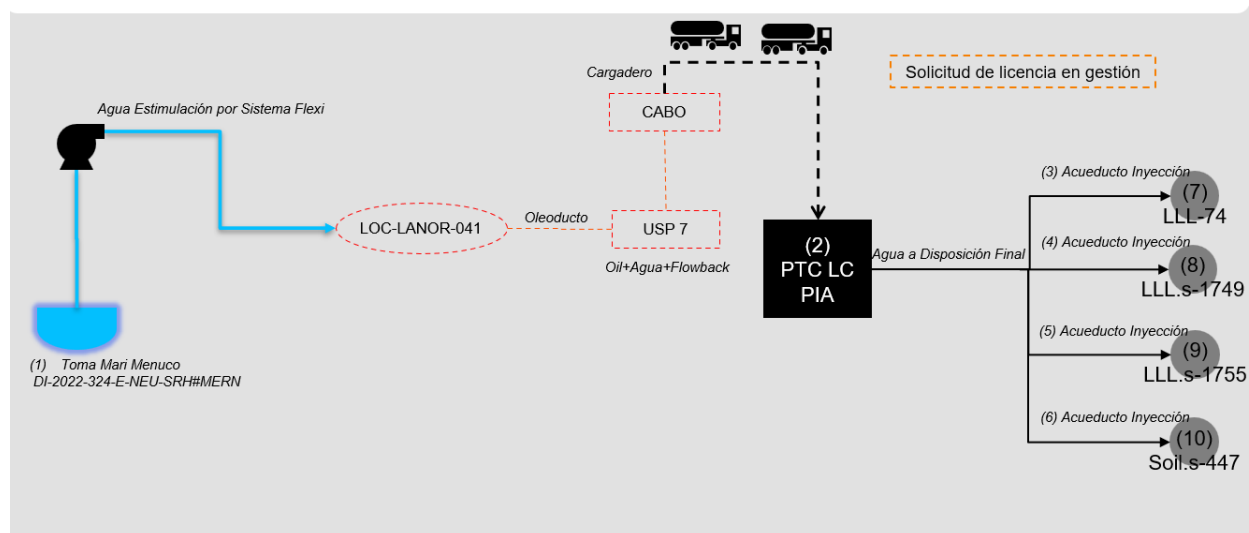 Cargadero
Solicitud de licencia en gestión
Agua Estimulación por Sistema Flexi
CABO
LOC-LANOR-041
Oleoducto
USP 7
Oil+Agua+Flowback
(2)
PTC LC
PIA
Agua a Disposición Final
(3) Acueducto Inyección
(7)
LLL-74
(4) Acueducto Inyección
(8)
LLL.s-1749
(5) Acueducto Inyección
(9)
LLL.s-1755
(6) Acueducto Inyección
(10)
Soil.s-447
(1) Toma Mari Menuco
DI-2022-324-E-NEU-SRH#MERN